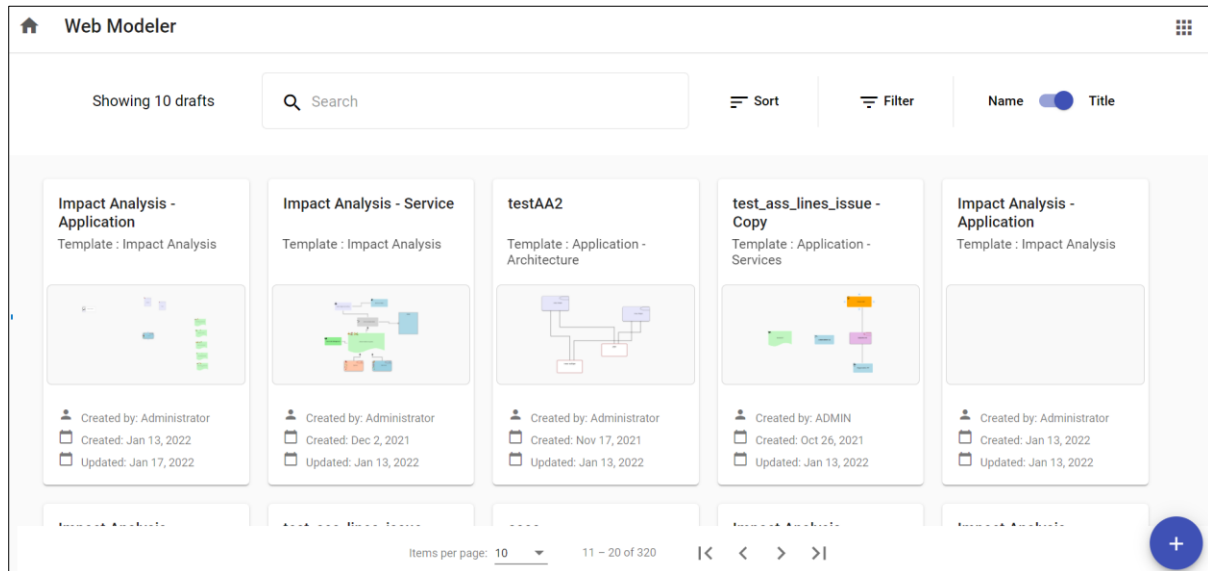 Web Modeler
Showing 10 drafts
Search
Sort
Filter
Name
Title
Impact Analysis -
Application
Template : Impact Analysis
Created by: Administrator
Created: Jan 13, 2022
Updated: Jan 17, 2022
Impact Analysis - Service
Template : Impact Analysis
Created by: Administrator
Created: Dec 2, 2021
Updated: Jan 13, 2022
testAA2
Template : Application -
Architecture
Created by: Administrator
Created: Nov 17, 2021
Updated: Jan 13, 2022
test_ass_lines_issue -
Copy
Template : Application -
Services
Created by: ADMIN
Created: Oct 26, 2021
Updated: Jan 13, 2022
Impact Analysis -
Application
Template : Impact Analysis
Created by: Administrator
Created: Jan 13, 2022
Updated: Jan 13, 2022
Items per page: 10
11 – 20 of 320